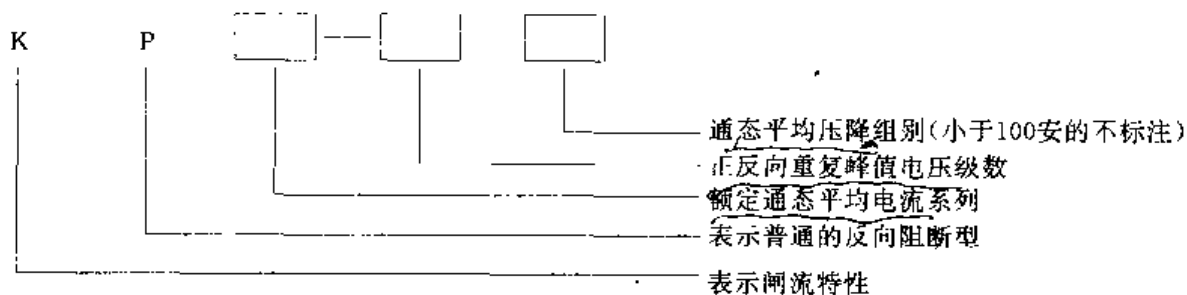 K P
通态平均压降组别(小于100安的不标注)
正反向重复峰值电压级数
额定通态平均电流系列
表示普通的反向阻断型
表示闸流特性